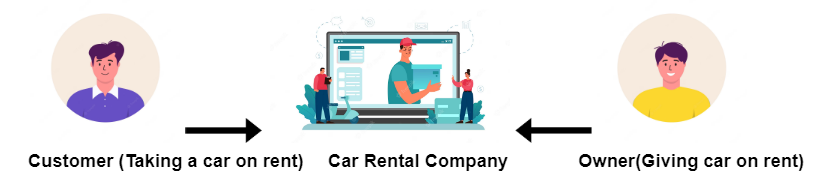 Customer (Taking a car on rent)
Car Rental Company
Owner(Giving car on rent)